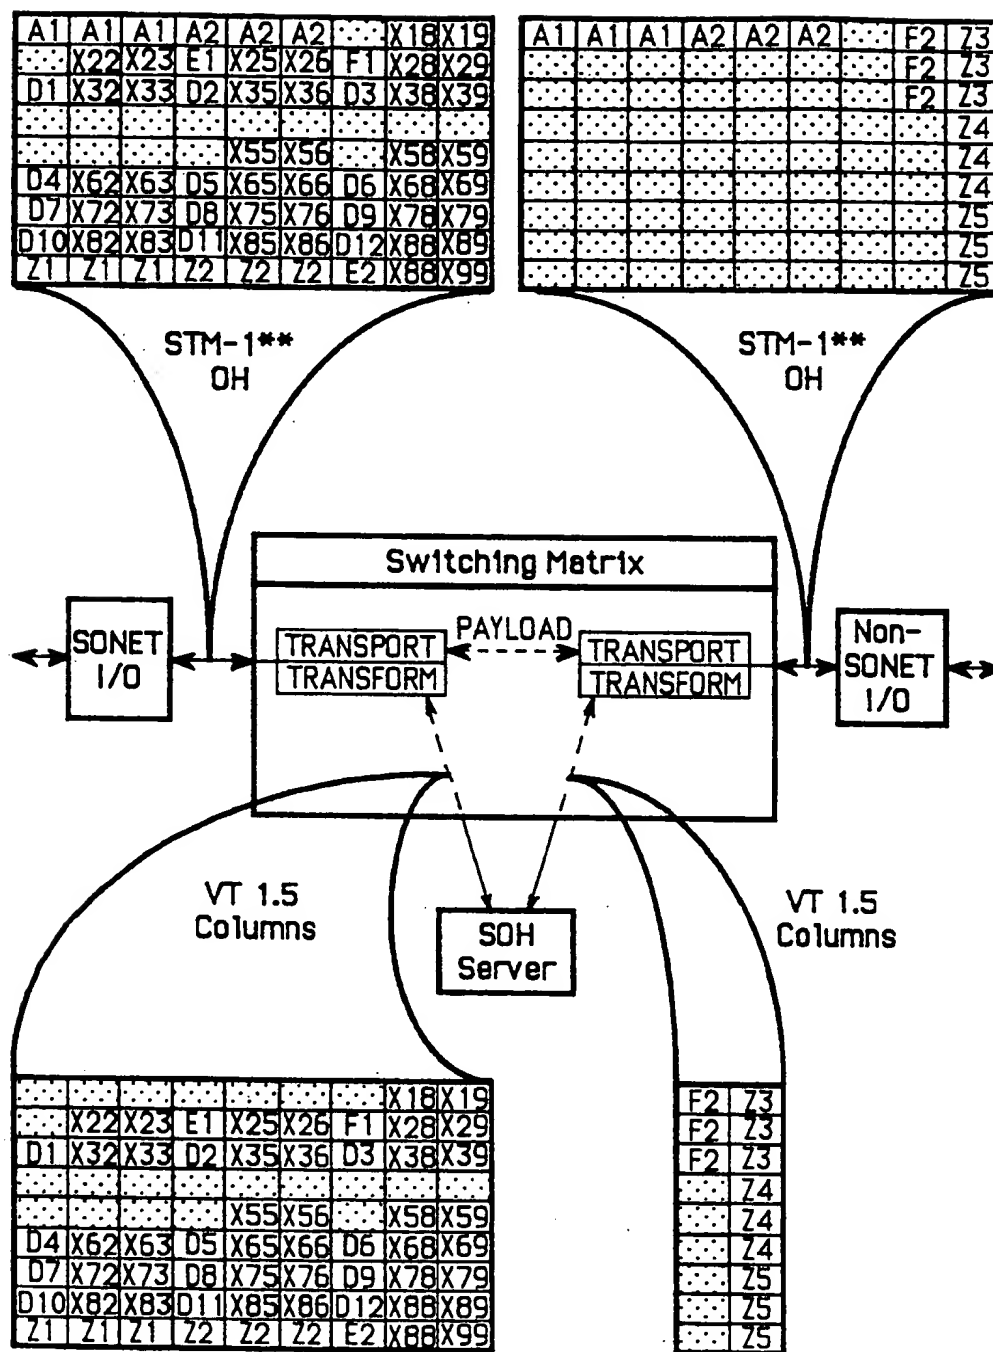 A1 A1 A1 A2 A2 A2 X18 X19
X22 X23 E1 X25 X26 F1 X28 X29
D1 X32 X33 D2 X35 X36 D3 X38 X39
X55 X56 X58 X59
D4 X62 X63 D5 X65 X66 D6 X68 X69
D7 X72 X73 D8 X75 X76 D9 X78 X79
D10 X82 X83 D11 X85 X86 D12 X88 X89
Z1 Z1 Z1 Z2 Z2 Z2 E2 X88 X99
A1 A1 A1 A2 A2 A2 F2 Z3
F2 Z3
F2 Z3
Z4
Z4
Z4
Z5
Z5
Z5
STM-1**
OH
STM-1**
OH
Switching Matrix
SONET
I/O
TRANSPORT
TRANSFORM
PAYLOAD
TRANSPORT
TRANSFORM
Non-
SONET
I/O
VT 1.5
Columns
SOH
Server
VT 1.5
Columns
X18 X19
X22 X23 E1 X25 X26 F1 X28 X29
D1 X32 X33 D2 X35 X36 D3 X38 X39
X55 X56 X58 X59
D4 X62 X63 D5 X65 X66 D6 X68 X69
D7 X72 X73 D8 X75 X76 D9 X78 X79
D10 X82 X83 D11 X85 X86 D12 X88 X89
Z1 Z1 Z1 Z2 Z2 Z2 E2 X88 X99
F2 Z3
F2 Z3
F2 Z3
Z4
Z4
Z4
Z5
Z5
Z5